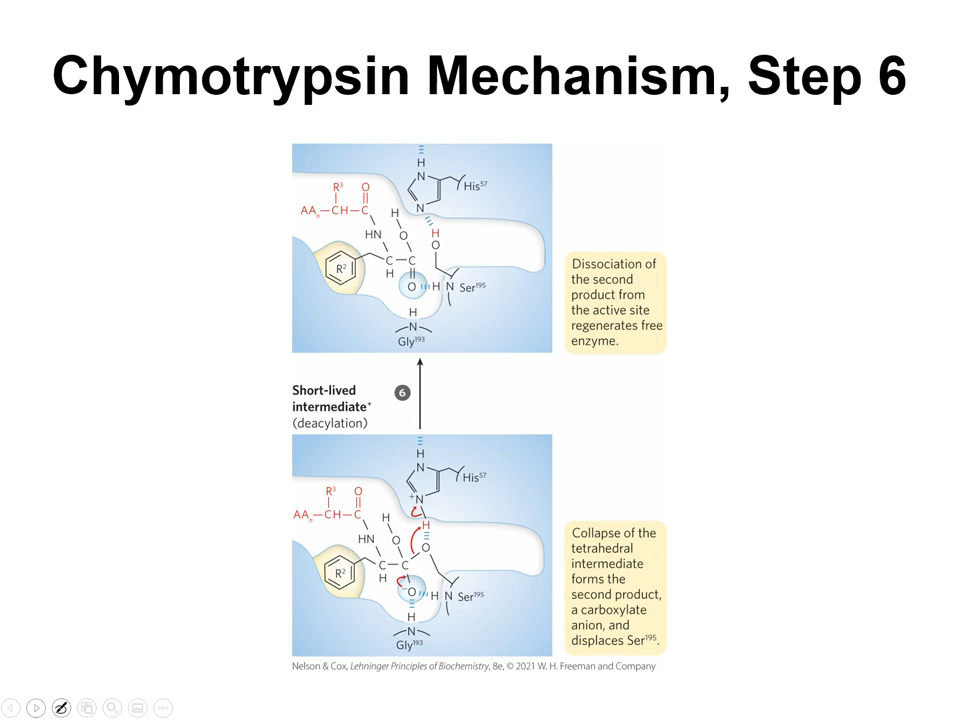 Chymotrypsin Mechanism, Step 6
H
N
His⁵⁷
N
R³ O
AAₙ—CH—C
H
HN
O
H
O
R²
C—C
H
O
H N Ser¹⁹⁵
H
—N—
Gly¹⁹³
Dissociation of
the second
product from
the active site
regenerates free
enzyme.
Short-lived
intermediate*
(deacylation)
6
H
N
His⁵⁷
+N
R³ O
AAₙ—CH—C
H
H
HN
O
O
R²
C—C
H
⁻O
H N Ser¹⁹⁵
H
—N—
Gly¹⁹³
Collapse of the
tetrahedral
intermediate
forms the
second product,
a carboxylate
anion, and
displaces Ser¹⁹⁵.
Nelson & Cox, Lehninger Principles of Biochemistry, 8e, © 2021 W. H. Freeman and Company